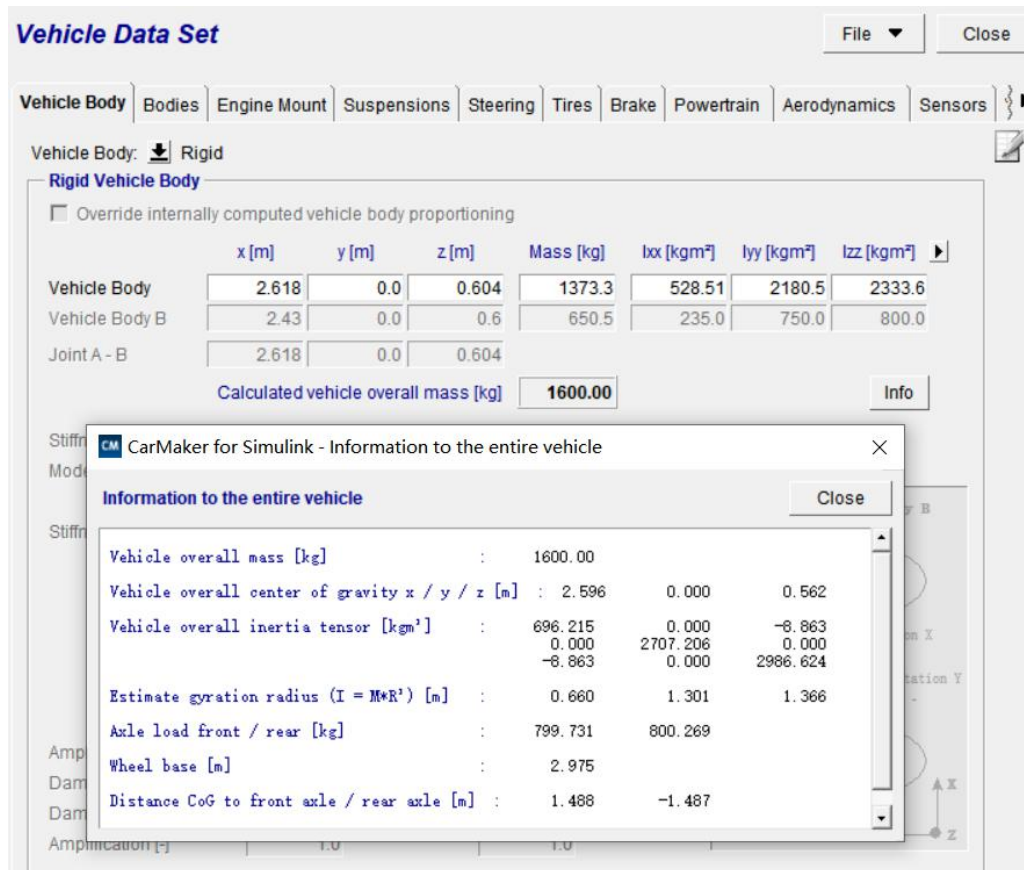 Vehicle Data Set
File
Close
Vehicle Body Bodies Engine Mount Suspensions Steering Tires Brake Powertrain Aerodynamics Sensors
Vehicle Body: Rigid
Rigid Vehicle Body
Override internally computed vehicle body proportioning
x [m] y [m] z [m] Mass [kg] Ixx [kgm²] Iyy [kgm²] Izz [kgm²]
Vehicle Body 2.618 0.0 0.604 1373.3 528.51 2180.5 2333.6
Vehicle Body B 2.43 0.0 0.6 650.5 235.0 750.0 800.0
Joint A - B 2.618 0.0 0.604
Calculated vehicle overall mass [kg] 1600.00 Info
CM CarMaker for Simulink - Information to the entire vehicle
Information to the entire vehicle Close
Vehicle overall mass [kg] : 1600.00
Vehicle overall center of gravity x / y / z [m] : 2.596 0.000 0.562
Vehicle overall inertia tensor [kgm²] : 696.215 0.000 -8.863
0.000 2707.206 0.000
-8.863 0.000 2986.624
Estimate gyration radius (I = M*R²) [m] : 0.660 1.301 1.366
Axle load front / rear [kg] : 799.731 800.269
Wheel base [m] : 2.975
Distance CoG to front axle / rear axle [m] : 1.488 -1.487
Amplification [-] 1.0 1.0
B
X
Y
X
Z